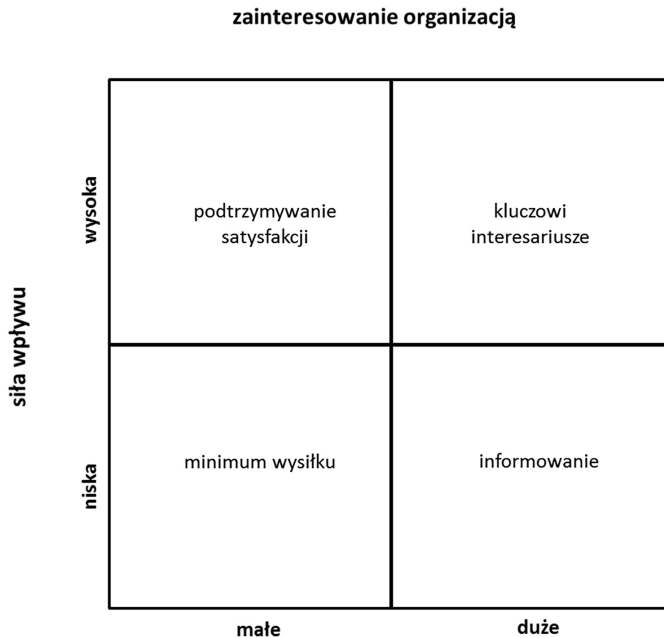 zainteresowanie organizacją
wysoka
podtrzymywanie
satysfakcji
kluczowi
interesariusze
siła wpływu
niska
minimum wysiłku
informowanie
małe
duże